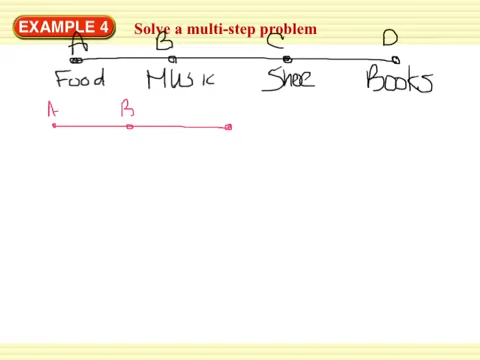 EXAMPLE 4 Solve a multi-step problem
A B C D
Food Music Shoe Books
A B